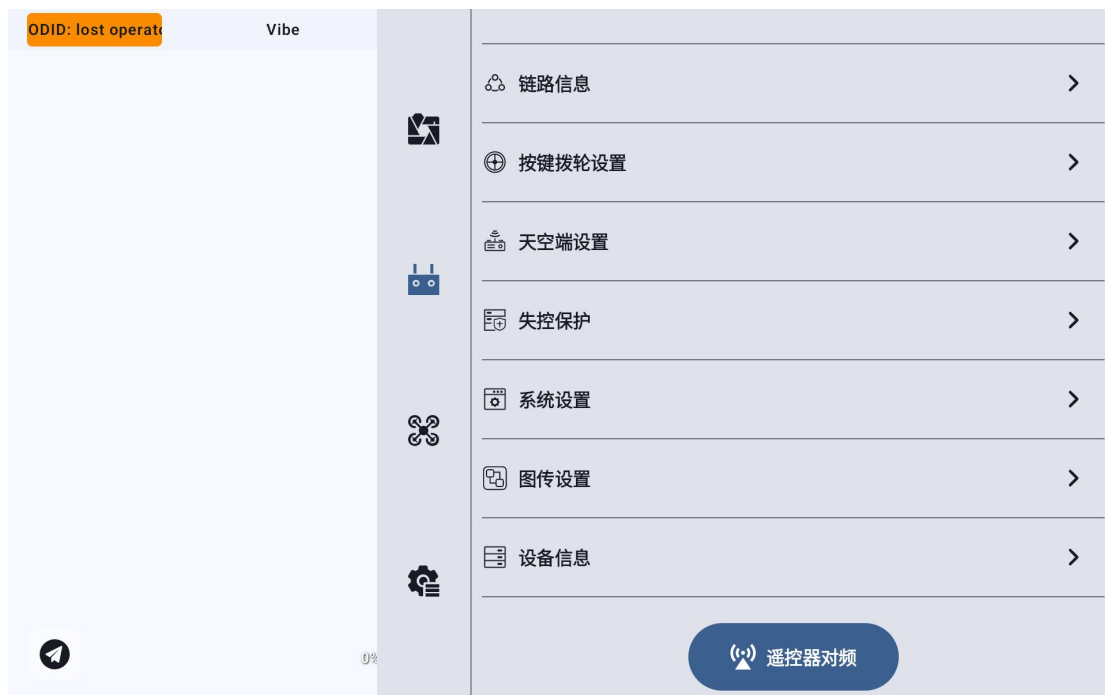 ODID: lost operat
Vibe
链路信息
按键拨轮设置
天空端设置
失控保护
系统设置
图传设置
设备信息
0%
遥控器对频